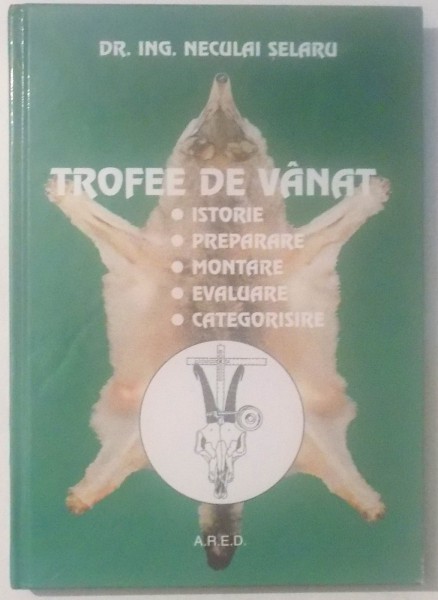 DR. ING. NECULAI ȘELARU
TROFEE DE VÂNAT
● ISTORIE
● PREPARARE
● MONTARE
● EVALUARE
● CATEGORISIRE
A.R.E.D.